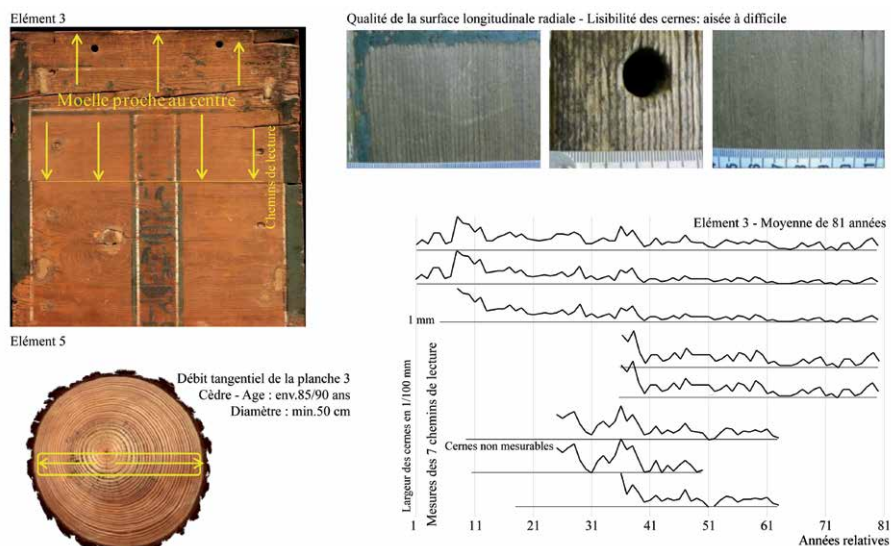 Elément 3
Moelle proche au centre
Chemins de lecture
Elément 5
Débit tangentiel de la planche 3
Cèdre - Age : env.85/90 ans
Diamètre : min.50 cm
Qualité de la surface longitudinale radiale - Lisibilité des cernes: aisée à difficile
Elément 3 - Moyenne de 81 années
1 mm
Largeur des cernes en 1/100 mm
Mesures des 7 chemins de lecture
Cernes non mesurables
1 11 21 31 41 51 61 71 81
Années relatives